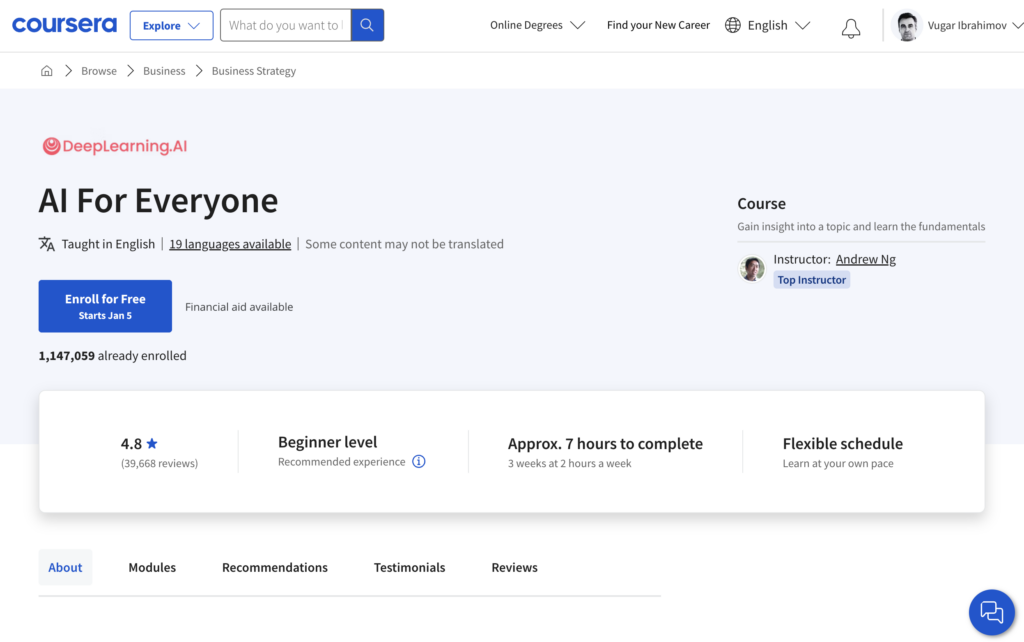 coursera
Explore
What do you want to l
Online Degrees
Find your New Career
English
Vugar Ibrahimov
Browse
Business
Business Strategy
DeepLearning.AI
AI For Everyone
Taught in English | 19 languages available | Some content may not be translated
Enroll for Free
Starts Jan 5
Financial aid available
1,147,059 already enrolled
Course
Gain insight into a topic and learn the fundamentals
Instructor: Andrew Ng
Top Instructor
4.8
(39,668 reviews)
Beginner level
Recommended experience
Approx. 7 hours to complete
3 weeks at 2 hours a week
Flexible schedule
Learn at your own pace
About
Modules
Recommendations
Testimonials
Reviews